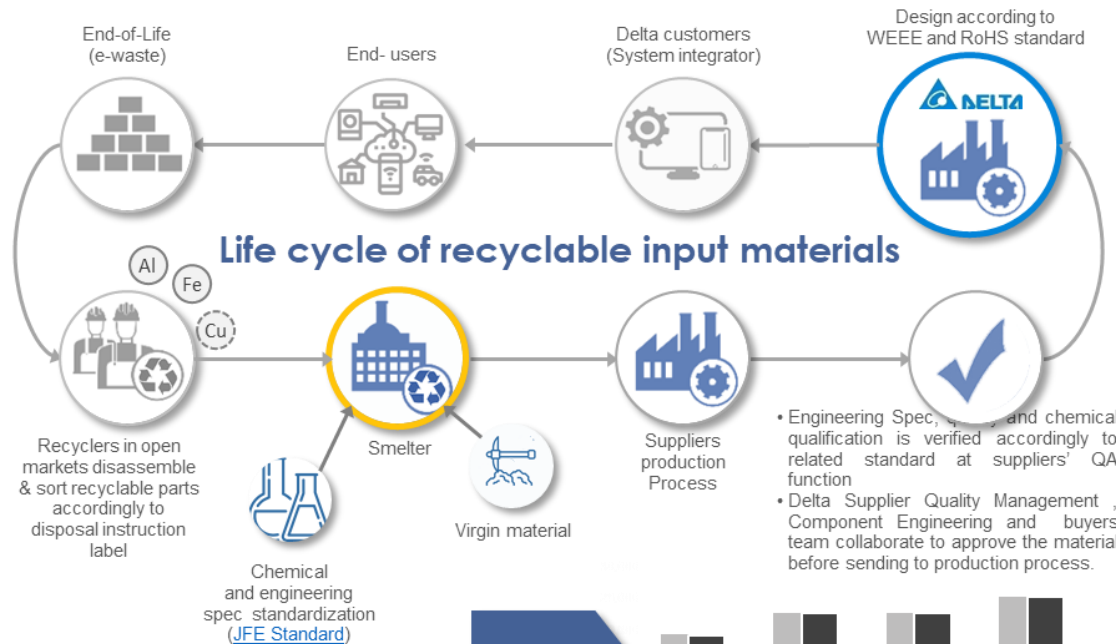 End-of-Life
(e-waste)
End- users
Delta customers
(System integrator)
Design according to
WEEE and RoHS standard
DELTA
Life cycle of recyclable input materials
Al
Fe
Cu
Recyclers in open
markets disassemble
& sort recyclable parts
accordingly to
disposal instruction
label
Smelter
Suppliers
production
Process
Chemical
and engineering
spec standardization
(JFE Standard)
Virgin material
• Engineering Spec, and chemical
qualification is verified accordingly to
related standard at suppliers' QA
function
• Delta Supplier Quality Management ,
Component Engineering and buyers
team collaborate to approve the material
before sending to production process.